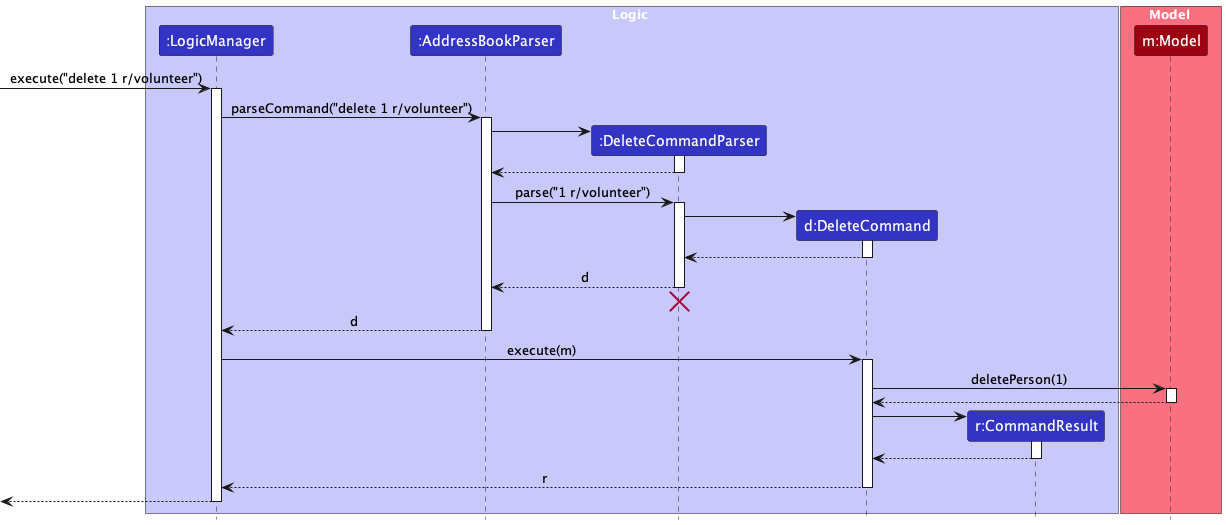 Logic
Model
:LogicManager
:AddressBookParser
m:Model
execute("delete 1 r/volunteer")
parseCommand("delete 1 r/volunteer")
:DeleteCommandParser
parse("1 r/volunteer")
d:DeleteCommand
d
d
execute(m)
deletePerson(1)
r:CommandResult
r